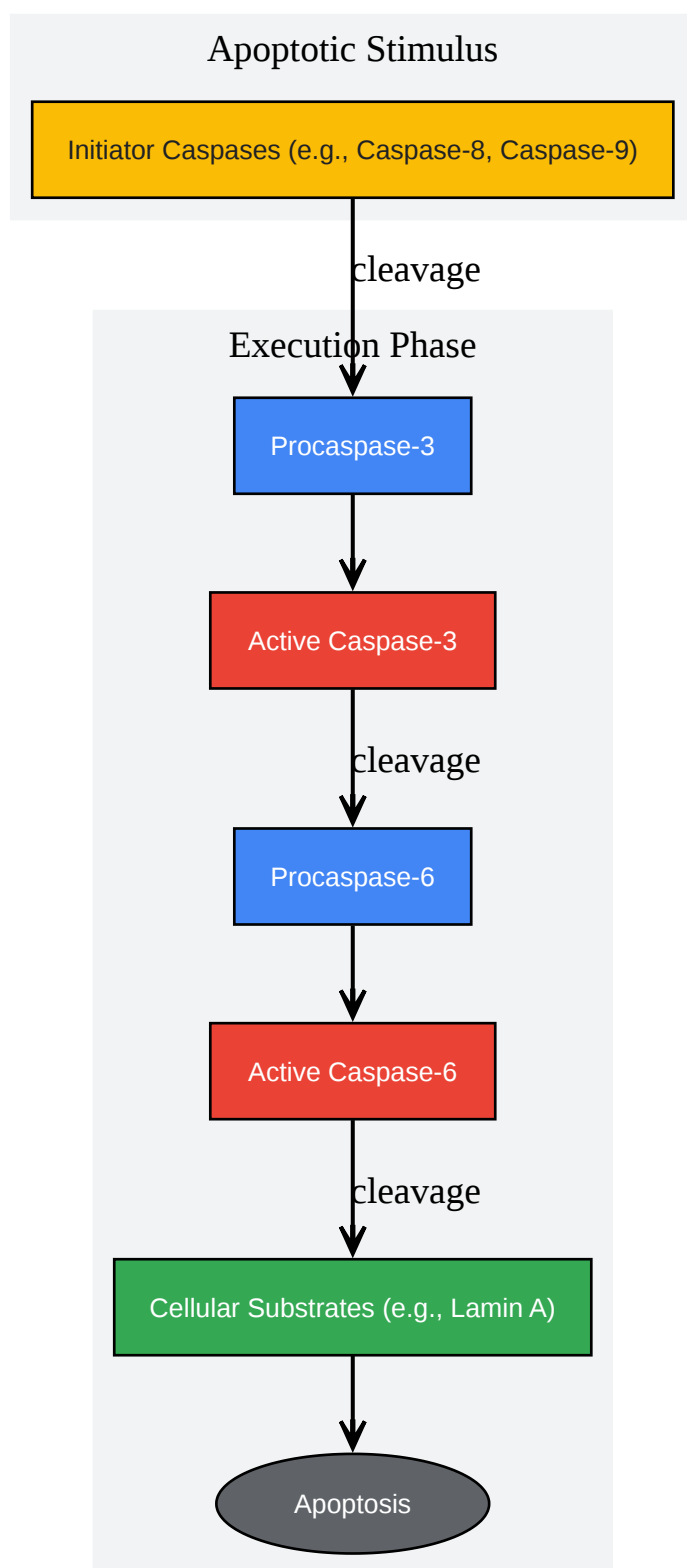 Apoptotic Stimulus
Initiator Caspases (e.g., Caspase-8, Caspase-9)
cleavage
Execution Phase
Procaspase-3
Active Caspase-3
cleavage
Procaspase-6
Active Caspase-6
cleavage
Cellular Substrates (e.g., Lamin A)
Apoptosis